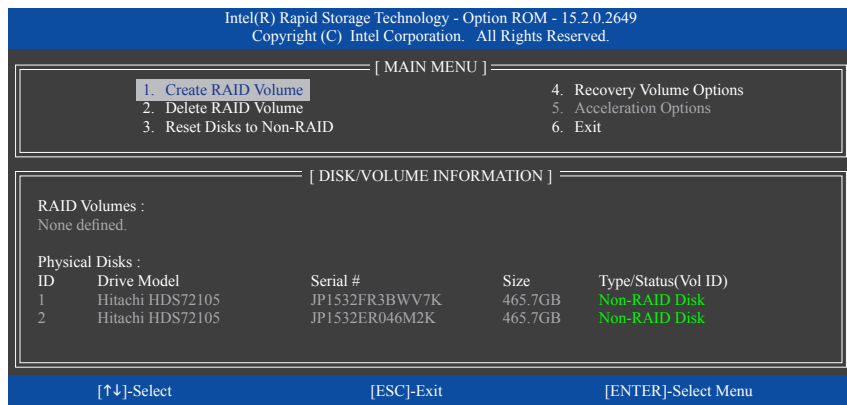 Intel(R) Rapid Storage Technology - Option ROM - 15.2.0.2649
Copyright (C) Intel Corporation. All Rights Reserved.
[ MAIN MENU ]
1. Create RAID Volume
2. Delete RAID Volume
3. Reset Disks to Non-RAID
4. Recovery Volume Options
5. Acceleration Options
6. Exit
[ DISK/VOLUME INFORMATION ]
RAID Volumes :
None defined.
Physical Disks :
ID Drive Model Serial # Size Type/Status(Vol ID)
1 Hitachi HDS72105 JP1532FR3BWV7K 465.7GB Non-RAID Disk
2 Hitachi HDS72105 JP1532ER046M2K 465.7GB Non-RAID Disk
[↑↓]-Select [ESC]-Exit [ENTER]-Select Menu